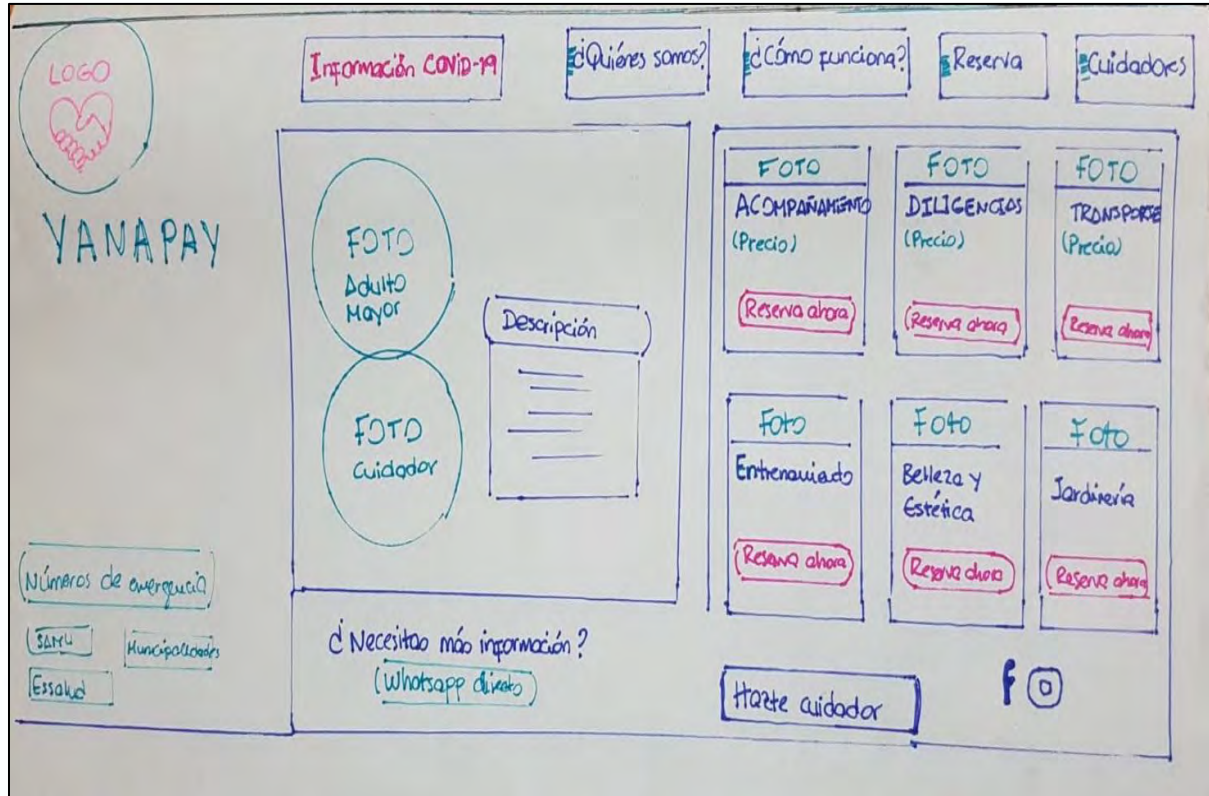 LOGO
YANAPAY
Información COVID-19
¿Quiénes somos?
¿Cómo funciona?
Reserva
Cuidadores
FOTO
Adulto
Mayor
FOTO
Cuidador
Descripción
FOTO
ACOMPAÑAMIENTO
(Precio)
Reserva ahora
FOTO
DILIGENCIAS
(Precio)
Reserva ahora
FOTO
TRANSPORTE
(Precio)
Reserva ahora
Foto
Reserva ahora
Foto
Belleza y
Estética
Reserva ahora
Foto
Jardinería
Reserva ahora
Números de emergencia
SAMU
Essalud
¿Necesitas más información?
Whatsapp directo
Hazte cuidador
f